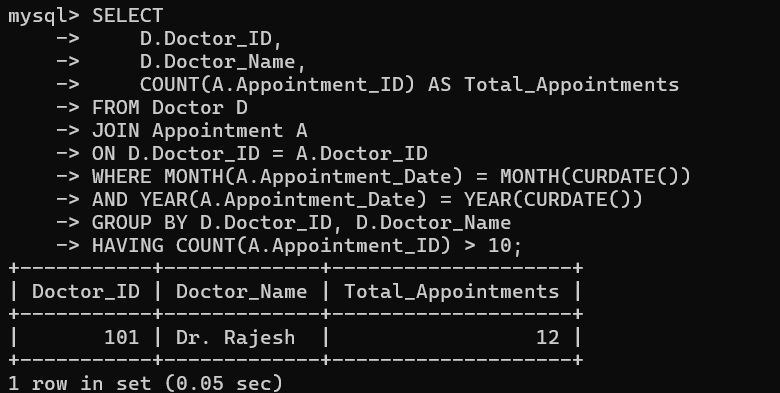 mysql> SELECT
    ->     D.Doctor_ID,
    ->     D.Doctor_Name,
    ->     COUNT(A.Appointment_ID) AS Total_Appointments
    -> FROM Doctor D
    -> JOIN Appointment A
    -> ON D.Doctor_ID = A.Doctor_ID
    -> WHERE MONTH(A.Appointment_Date) = MONTH(CURDATE())
    -> AND YEAR(A.Appointment_Date) = YEAR(CURDATE())
    -> GROUP BY D.Doctor_ID, D.Doctor_Name
    -> HAVING COUNT(A.Appointment_ID) > 10;
+-----------+-------------+--------------------+
| Doctor_ID | Doctor_Name | Total_Appointments |
+-----------+-------------+--------------------+
|       101 | Dr. Rajesh  |                 12 |
+-----------+-------------+--------------------+
1 row in set (0.05 sec)